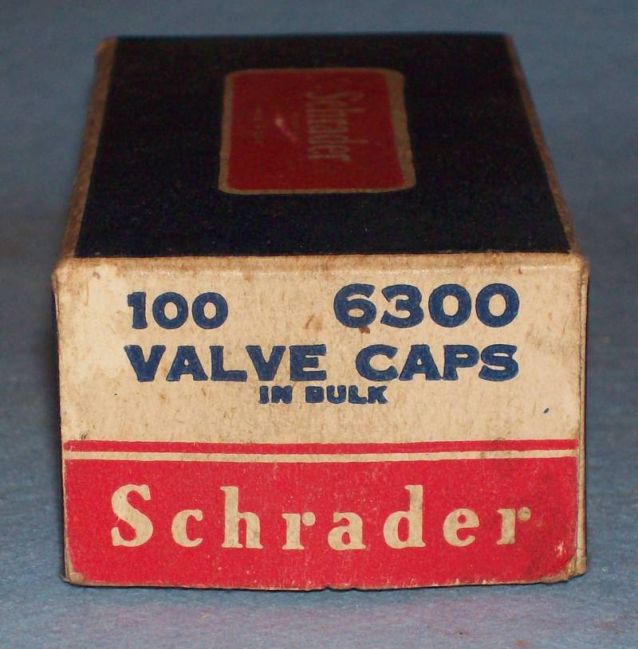 Schrader
100 6300
VALVE CAPS
IN BULK
Schrader